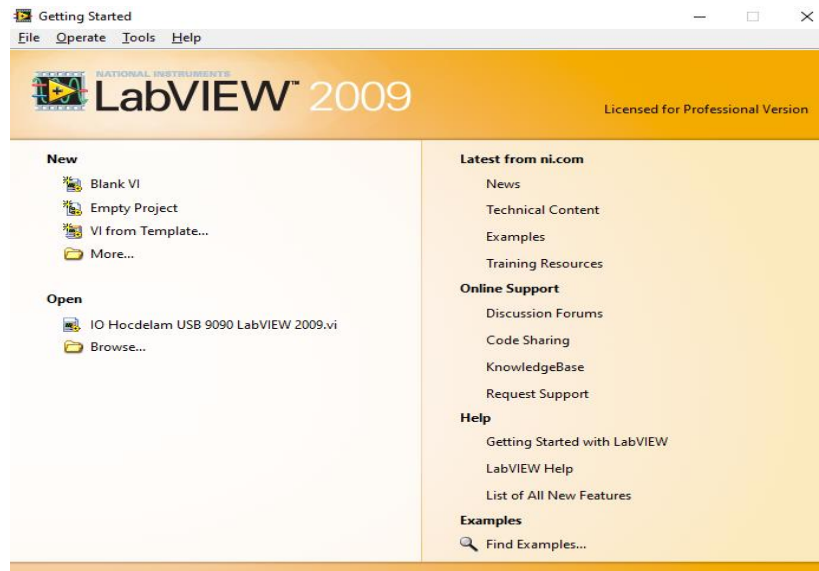 Getting Started
File Operate Tools Help
NATIONAL INSTRUMENTS
LabVIEW™ 2009
Licensed for Professional Version
New
Blank VI
Empty Project
VI from Template...
More...
Open
IO Hocdelam USB 9090 LabVIEW 2009.vi
Browse...
Latest from ni.com
News
Technical Content
Examples
Training Resources
Online Support
Discussion Forums
Code Sharing
KnowledgeBase
Request Support
Help
Getting Started with LabVIEW
LabVIEW Help
List of All New Features
Examples
Find Examples...